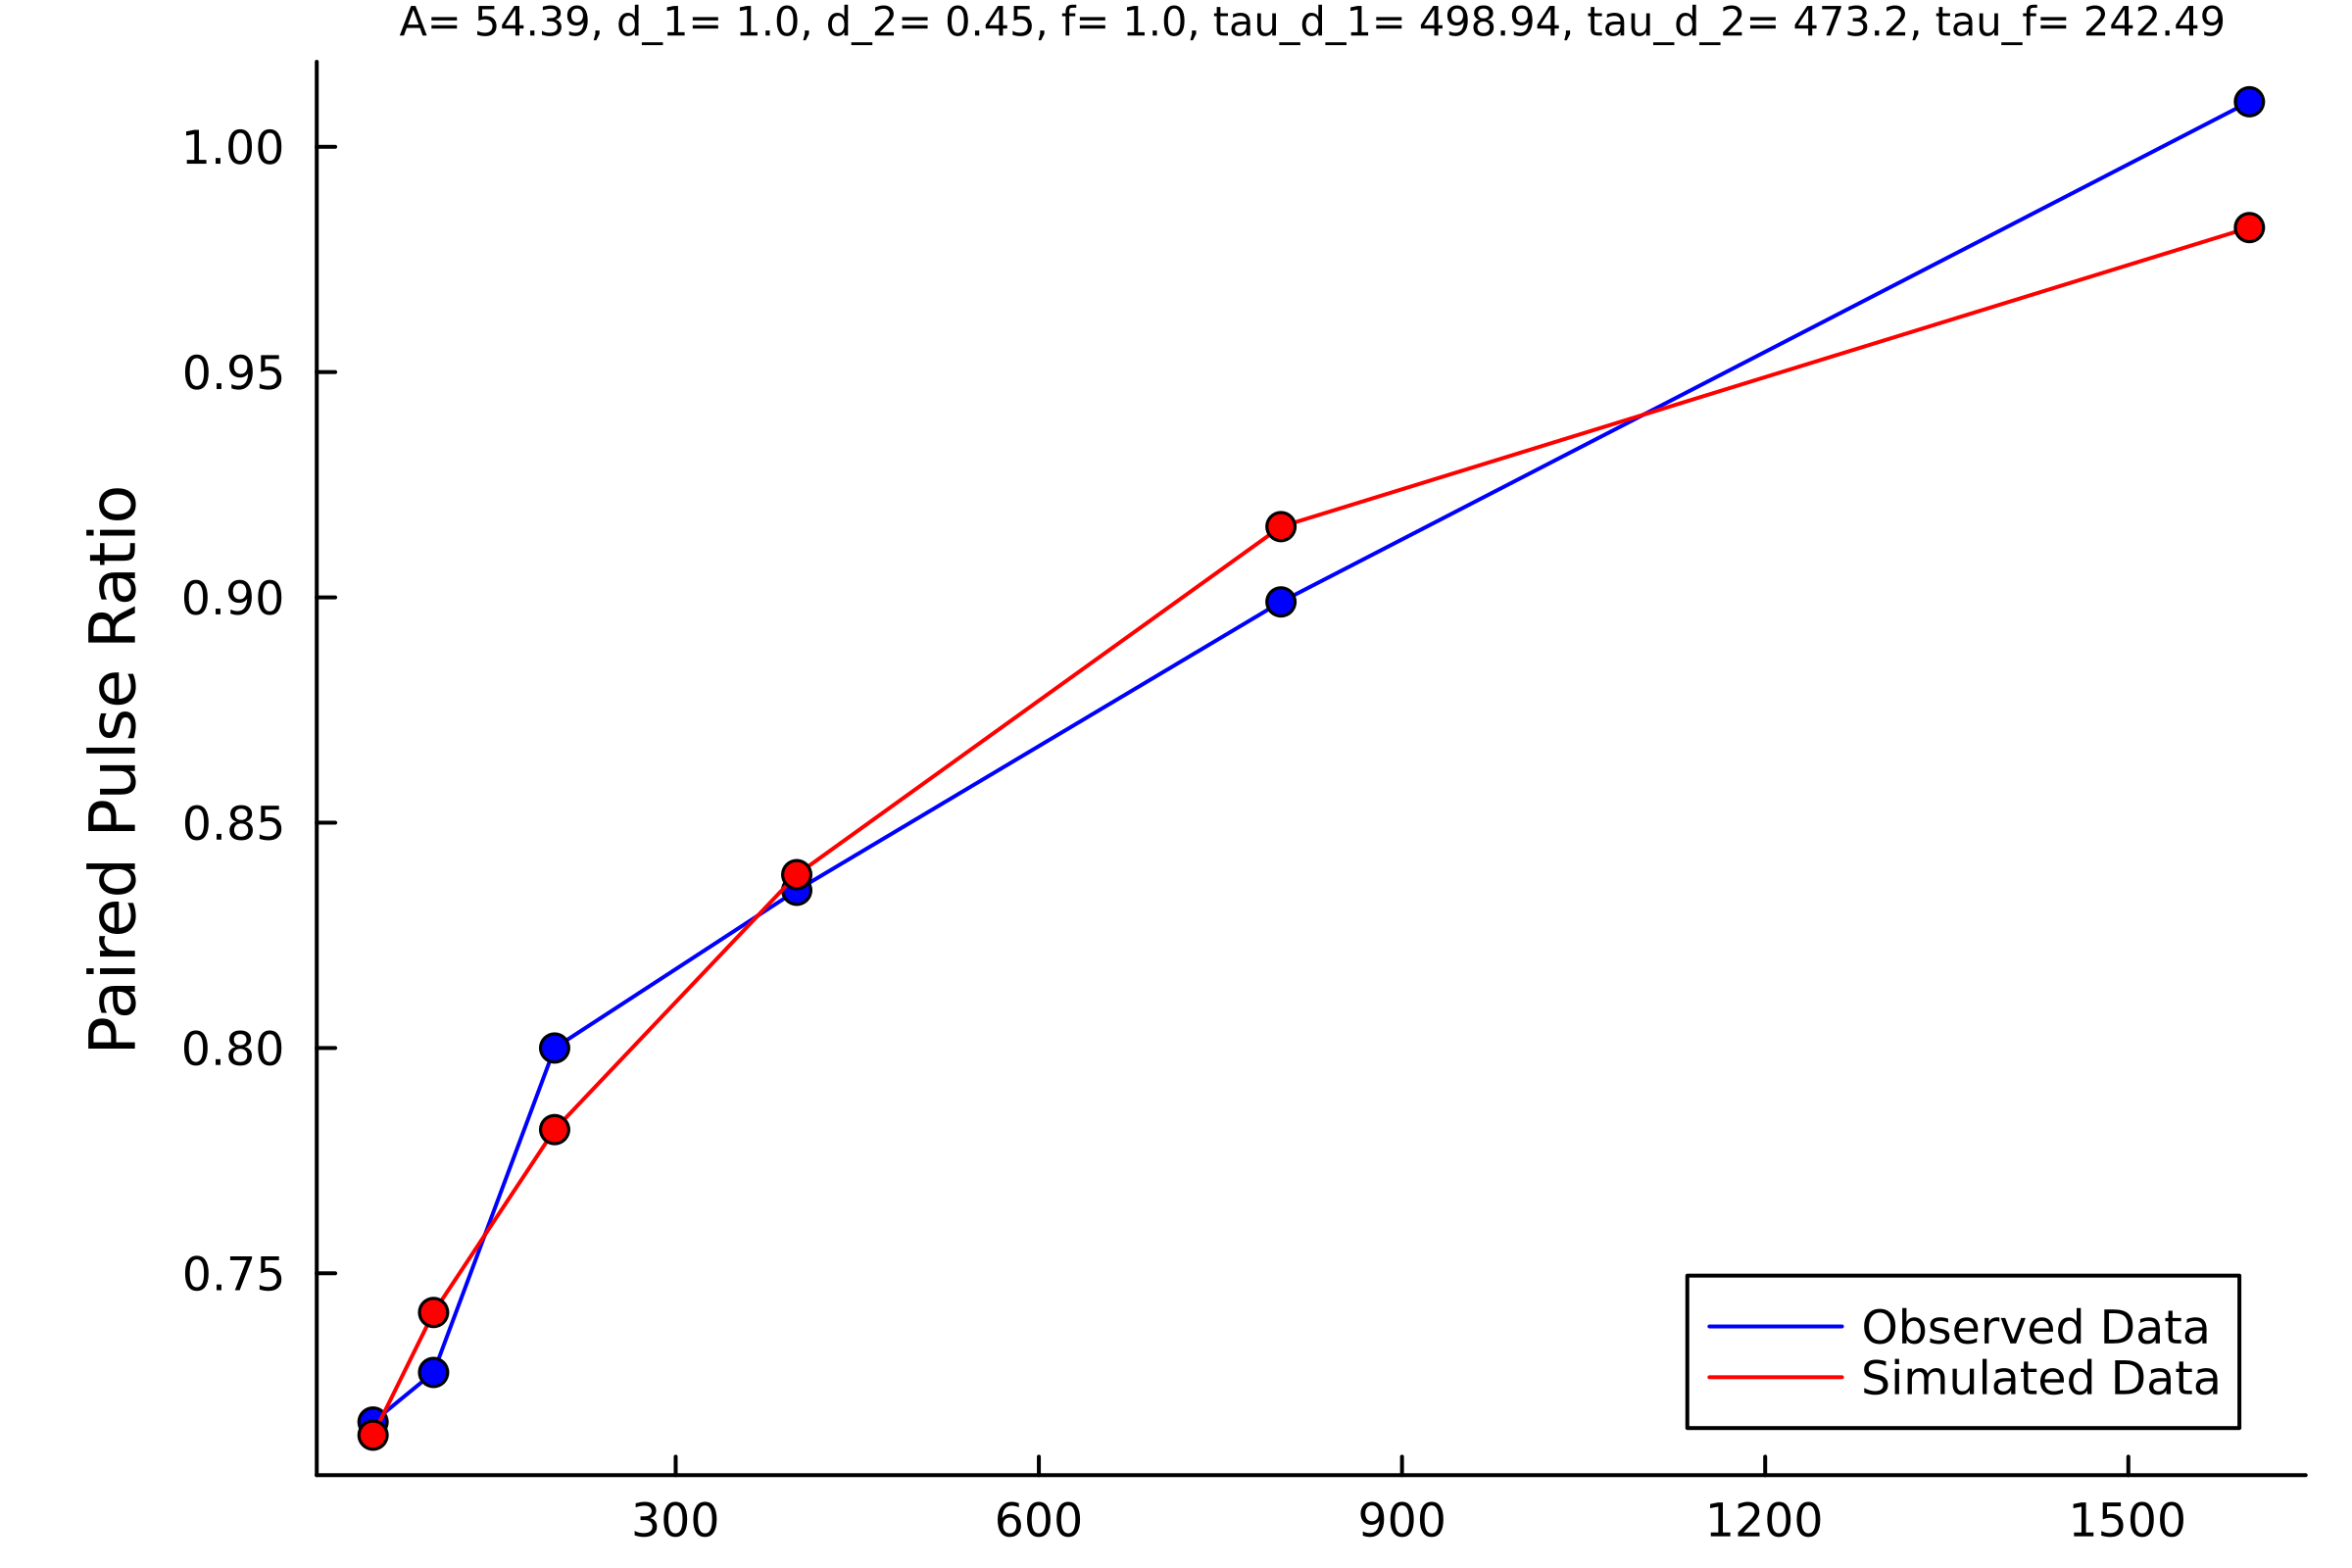 A= 54.39, d_1= 1.0, d_2= 0.45, f= 1.0, tau_d_1= 498.94, tau_d_2= 473.2, tau_f= 242.49
Paired Pulse Ratio
1.00
0.95
0.90
0.85
0.80
0.75
Observed Data
Simulated Data
300 600 900 1200 1500